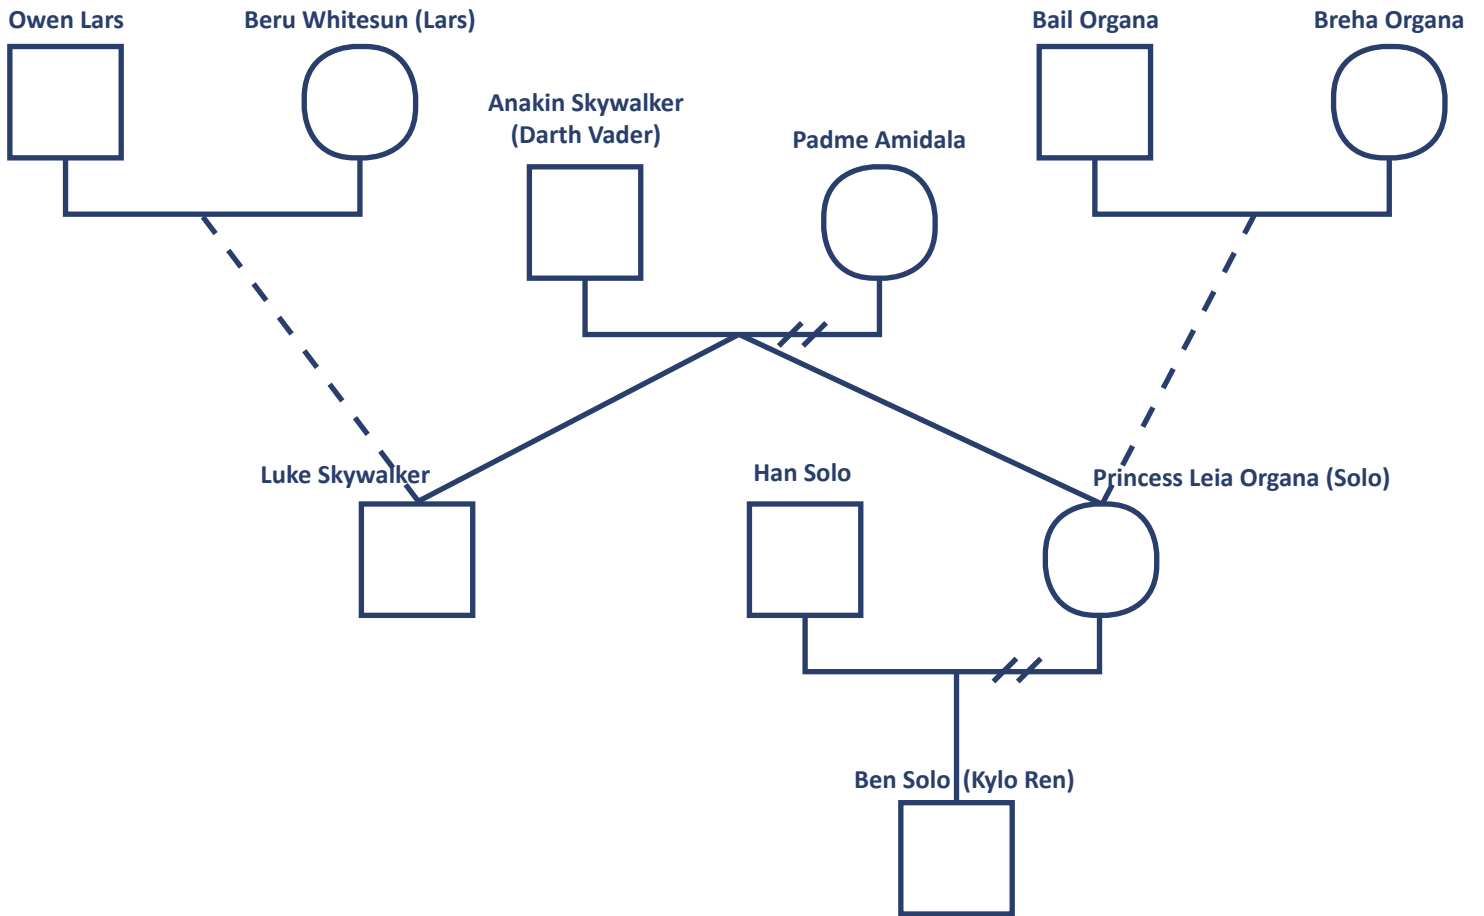 Owen Lars
Beru Whitesun (Lars)
Bail Organa
Breha Organa
Anakin Skywalker
(Darth Vader)
Padme Amidala
Luke Skywalker
Han Solo
Princess Leia Organa (Solo)
Ben Solo (Kylo Ren)